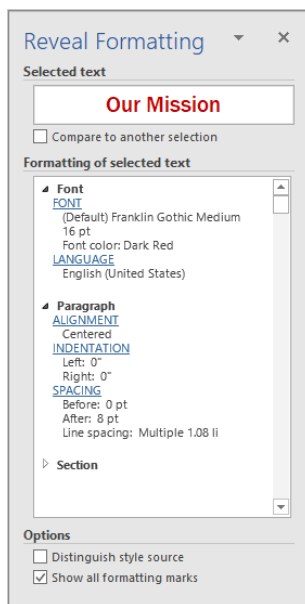 Reveal Formatting
Selected text
Our Mission
Compare to another selection
Formatting of selected text
Font
FONT
(Default) Franklin Gothic Medium
16 pt
Font color: Dark Red
LANGUAGE
English (United States)
Paragraph
ALIGNMENT
Centered
INDENTATION
Left: 0"
Right: 0"
SPACING
Before: 0 pt
After: 8 pt
Line spacing: Multiple 1.08 li
Section
Options
Distinguish style source
Show all formatting marks